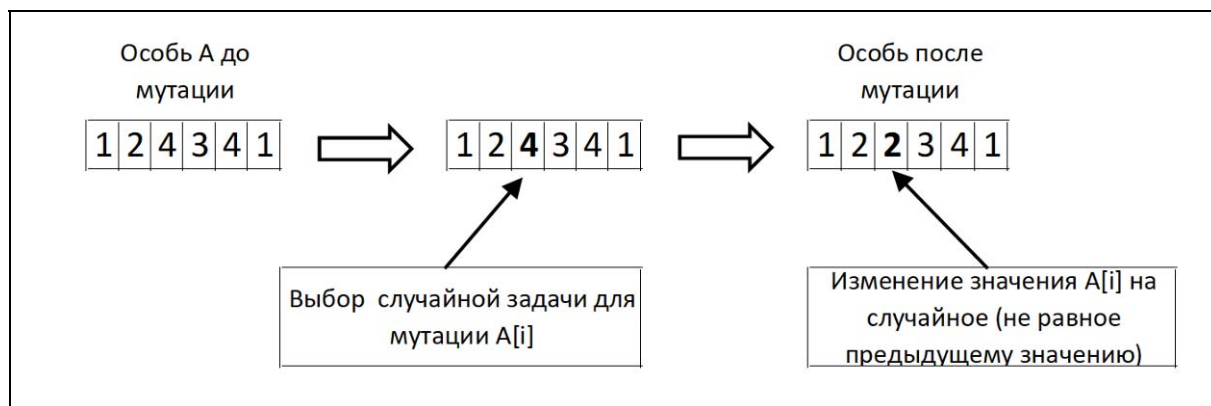 Особь А до
мутации
1 2 4 3 4 1
1 2 4 3 4 1
Особь после
мутации
1 2 2 3 4 1
Выбор случайной задачи для
мутации A[i]
Изменение значения A[i] на
случайное (не равное
предыдущему значению)